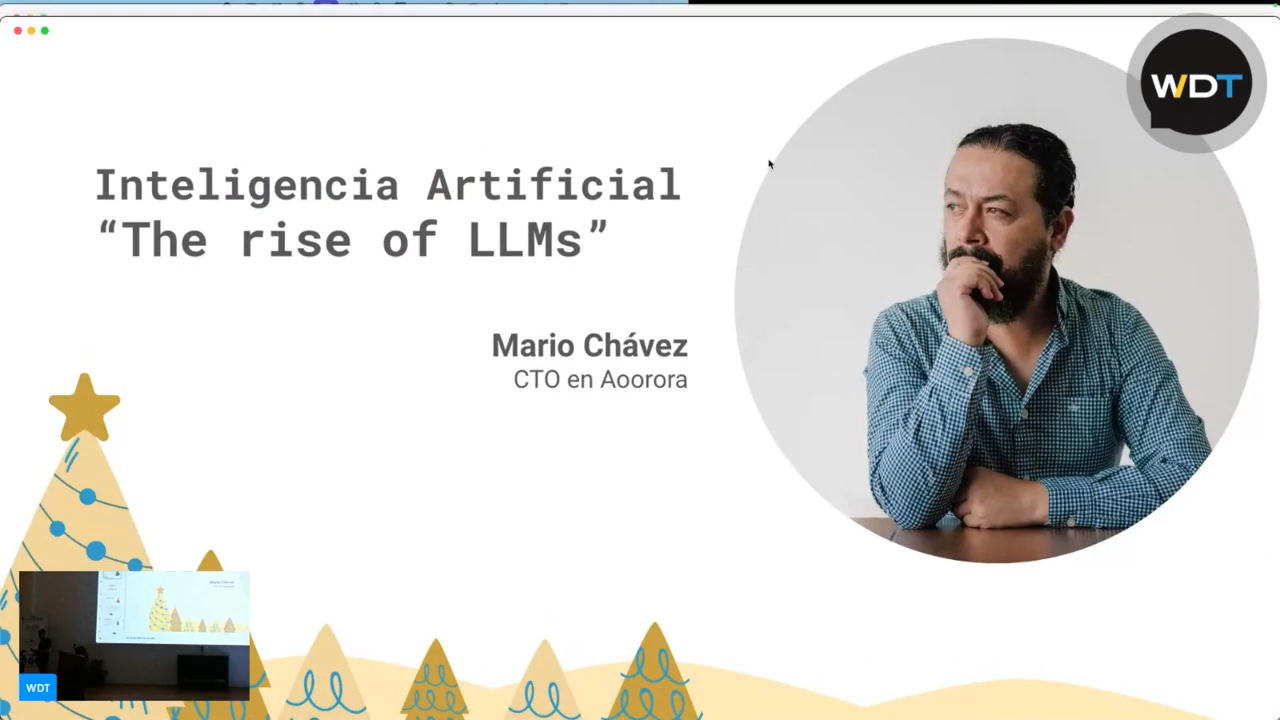 WDT
Inteligencia Artificial
“The rise of LLMs”
Mario Chávez
CTO en Aoorora
WDT